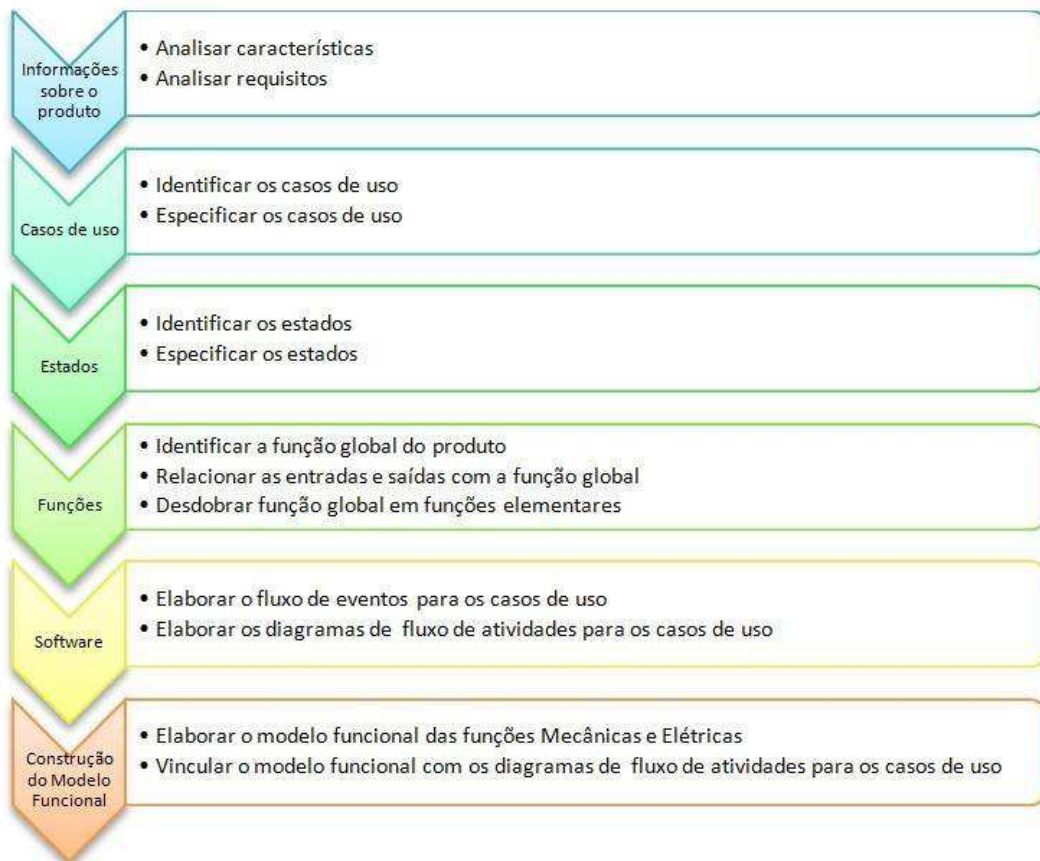 Informações
sobre o
produto
• Analisar característicias
• Analisar requisitos
Casos de uso
• Identificar os casos de uso
• Especificar os casos de uso
Estados
• Identificar os estados
• Especificar os estados
Funções
• Identificar a função global do produto
• Relacionar as entradas e saídas com a função global
• Desdobrar função global em funções elementares
Software
• Elaborar o fluxo de eventos para os casos de uso
• Elaborar os diagramas de fluxo de atividades para os casos de uso
Construção
do Modelo
Funcional
• Elaborar o modelo funcional das funções Mecânicas e Elétricas
• Vincular o modelo funcional com os diagramas de fluxo de atividades para os casos de uso